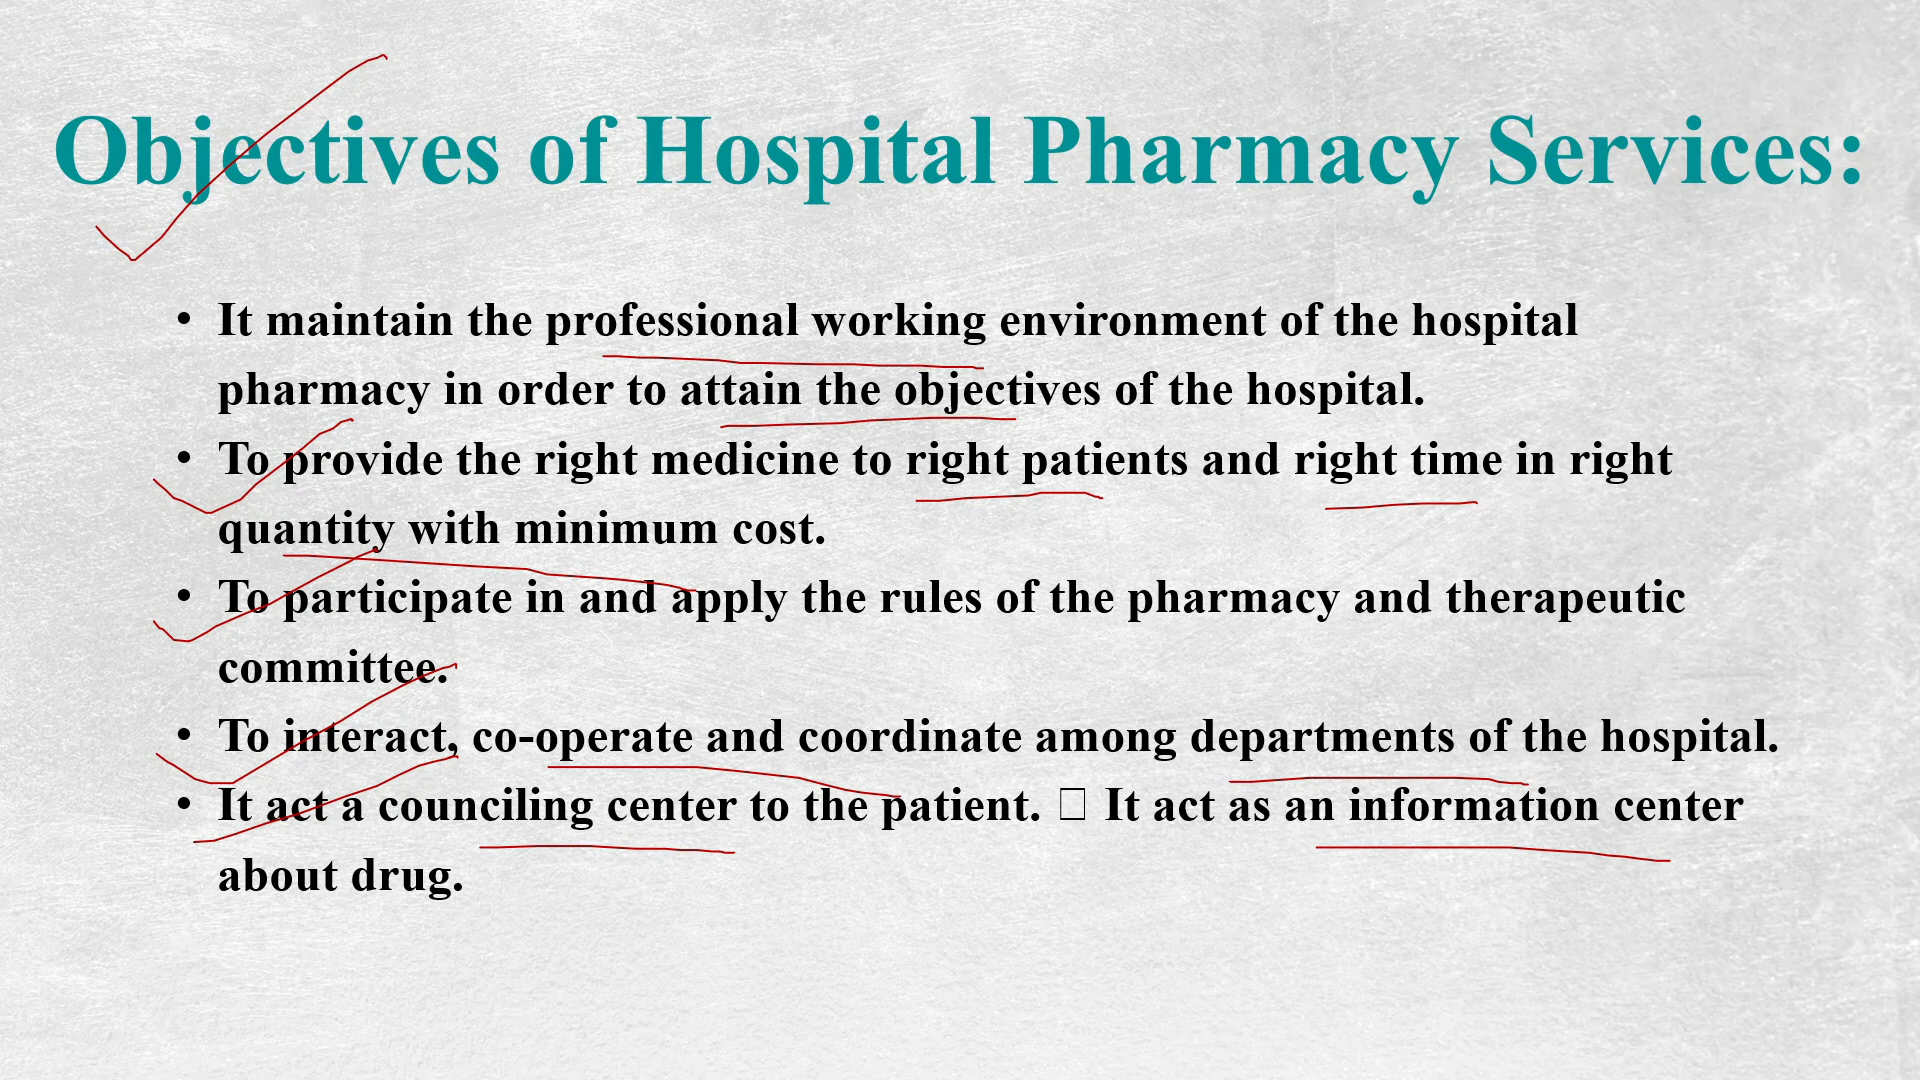 Objectives of Hospital Pharmacy Services:
• It maintain the professional working environment of the hospital
pharmacy in order to attain the objectives of the hospital.
• To provide the right medicine to right patients and right time in right
quantity with minimum cost.
• To participate in and apply the rules of the pharmacy and therapeutic
committee.
• To interact, co-operate and coordinate among departments of the hospital.
• It act a counciling center to the patient. □ It act as an information center
about drug.